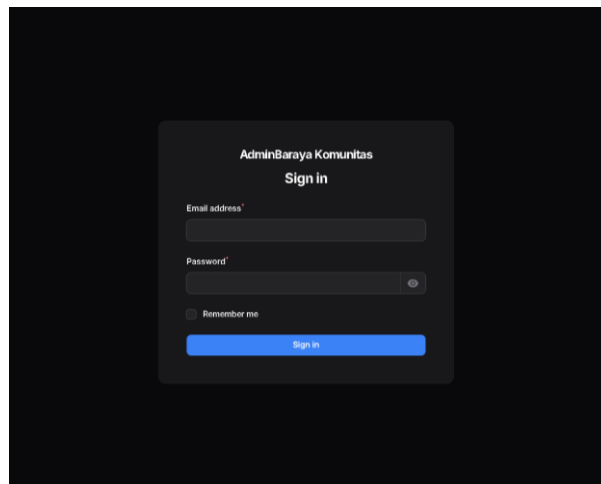 AdminBaraya Komunitas
Sign in
Email address*
Password*
Remember me
Sign in